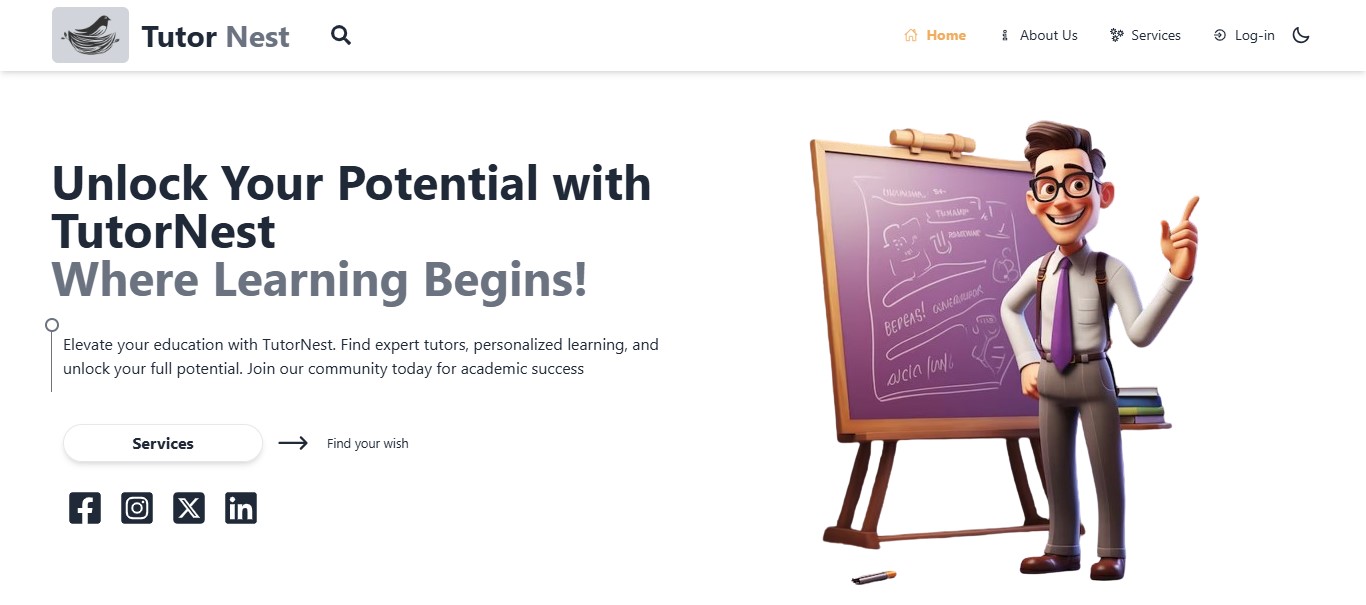 Tutor Nest
Home
About Us
Services
Log-in
Unlock Your Potential with
TutorNest
Where Learning Begins!
Elevate your education with TutorNest. Find expert tutors, personalized learning, and
unlock your full potential. Join our community today for academic success
Services
Find your wish